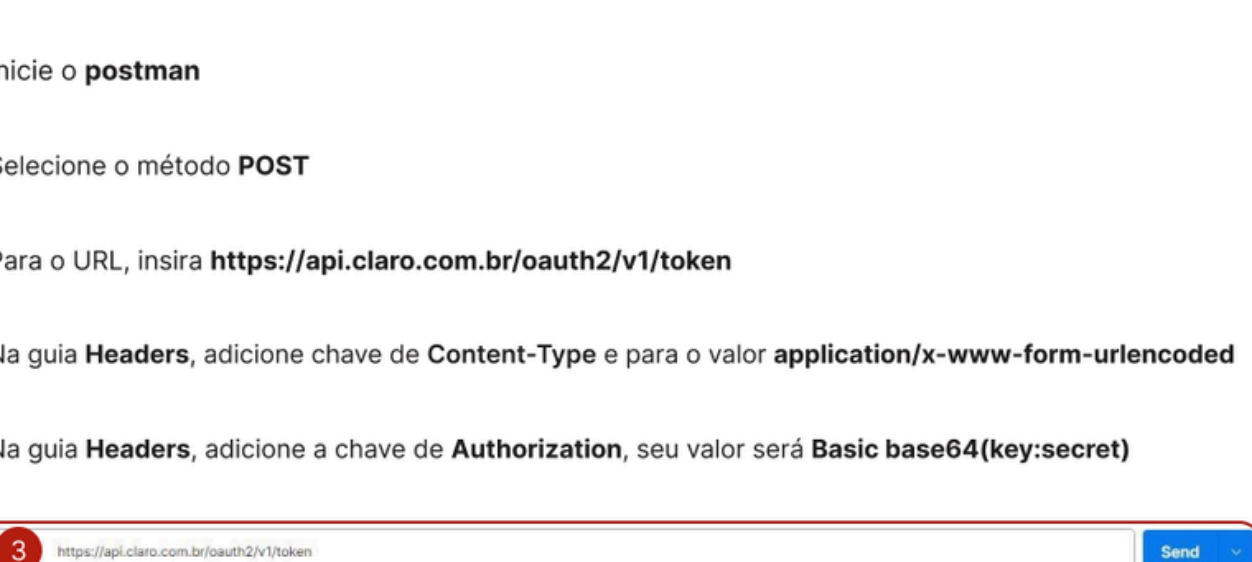 nicie o postman
Selecione o método POST
Para o URL, insira https://api.claro.com.br/oauth2/v1/token
Na guia Headers, adicione chave de Content-Type e para o valor application/x-www-form-urlencoded
Na guia Headers, adicione a chave de Authorization, seu valor será Basic base64(key:secret)
3 https://api.claro.com.br/oauth2/v1/token Send